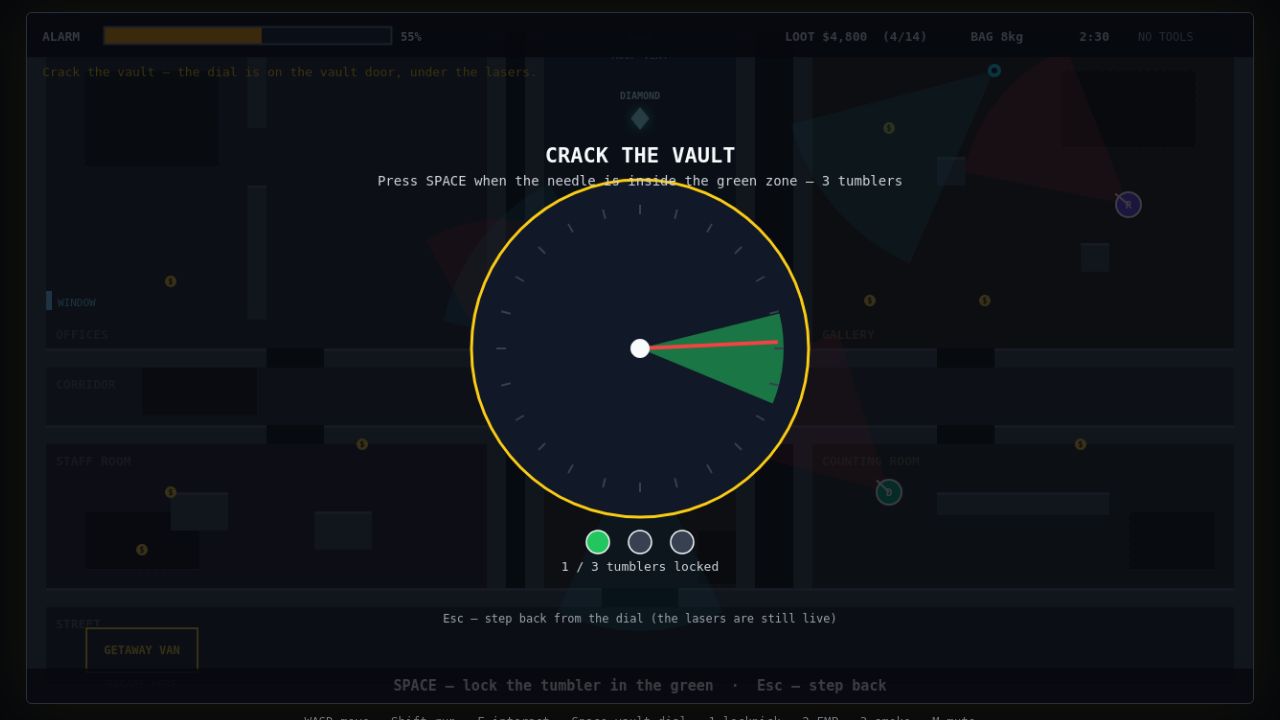 ALARM 55% LOOT $4,800 (4/14) BAG 8kg 2:30 NO TOOLS
Crack the vault — the dial is on the vault door, under the lasers.
DIAMOND
CRACK THE VAULT
Press SPACE when the needle is inside the green zone — 3 tumblers
R
WINDOW
OFFICES
GALLERY
CORRIDOR
STAFF ROOM
COUNTING ROOM
D
1 / 3 tumblers locked
Esc — step back from the dial (the lasers are still live)
STREET
GETAWAY VAN
SPACE — lock the tumbler in the green · Esc — step back